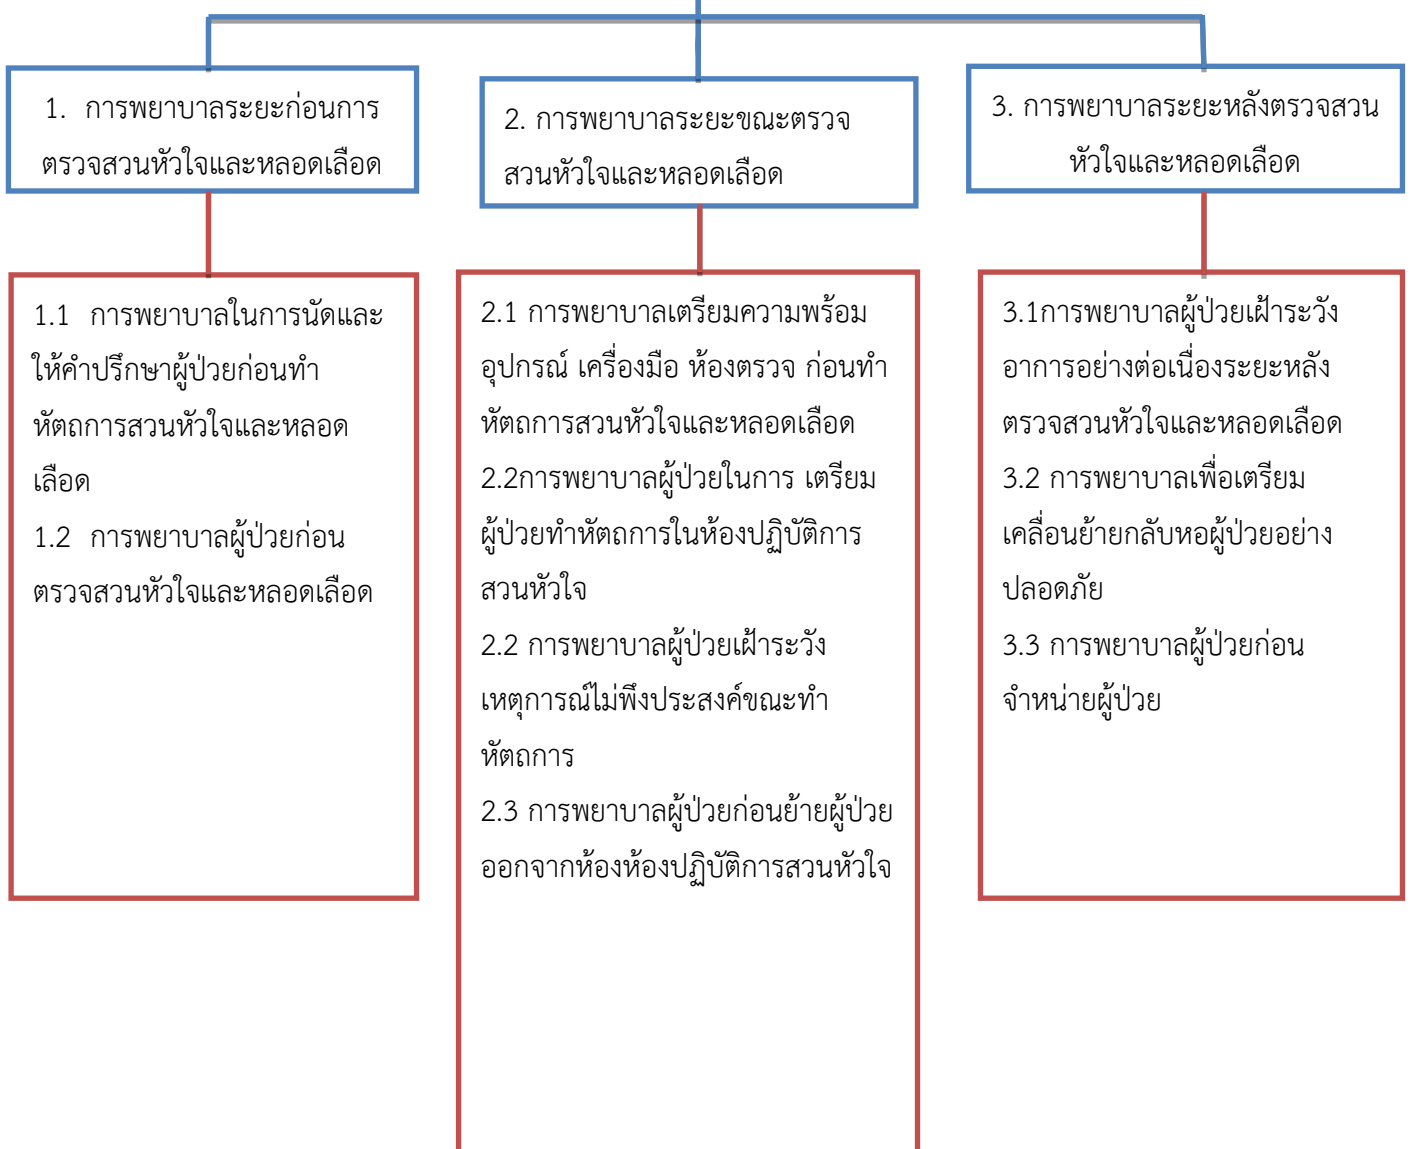 1. การพยาบาลระยะก่อนการ
ตรวจสวนหัวใจและหลอดเลือด
2. การพยาบาลระยะขณะตรวจ
สวนหัวใจและหลอดเลือด
3. การพยาบาลระยะหลังตรวจสวน
หัวใจและหลอดเลือด
1.1 การพยาบาลในการนัดและ
ให้คำปรึกษาผู้ป่วยก่อนทำ
หัตถการสวนหัวใจและหลอด
เลือด
1.2 การพยาบาลผู้ป่วยก่อน
ตรวจสวนหัวใจและหลอดเลือด
2.1 การพยาบาลเตรียมความพร้อม
อุปกรณ์ เครื่องมือ ห้องตรวจ ก่อนทำ
หัตถการสวนหัวใจและหลอดเลือด
2.2การพยาบาลผู้ป่วยในการ เตรียม
ผู้ป่วยทำหัตถการในห้องปฏิบัติการ
สวนหัวใจ
2.2 การพยาบาลผู้ป่วยเฝ้าระวัง
เหตุการณ์ไม่พึงประสงค์ขณะทำ
หัตถการ
2.3 การพยาบาลผู้ป่วยก่อนย้ายผู้ป่วย
ออกจากห้องห้องปฏิบัติการสวนหัวใจ
3.1การพยาบาลผู้ป่วยเฝ้าระวัง
อาการอย่างต่อเนื่องระยะหลัง
ตรวจสวนหัวใจและหลอดเลือด
3.2 การพยาบาลเพื่อเตรียม
เคลื่อนย้ายกลับหอผู้ป่วยอย่าง
ปลอดภัย
3.3 การพยาบาลผู้ป่วยก่อน
จำหน่ายผู้ป่วย